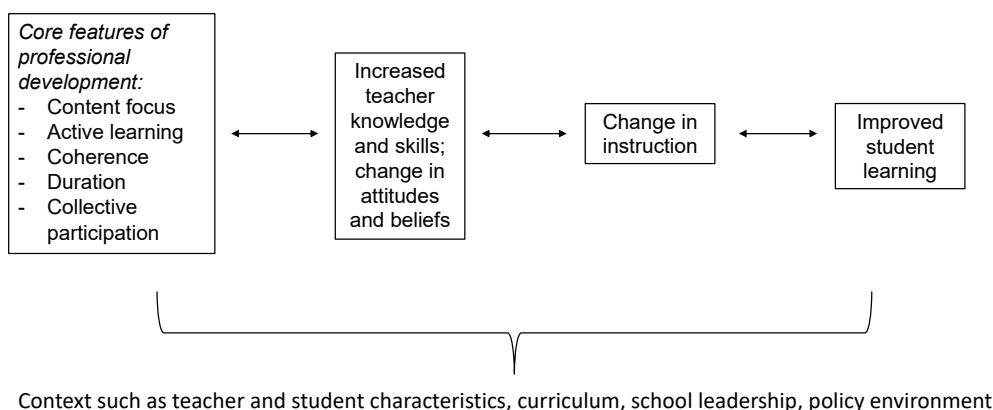 Core features of
professional
development:
- Content focus
- Active learning
- Coherence
- Duration
- Collective
participation
Increased
teacher
knowledge
and skills;
change in
attitudes
and beliefs
Change in
instruction
Improved
student
learning
Context such as teacher and student characteristics, curriculum, school leadership, policy environment